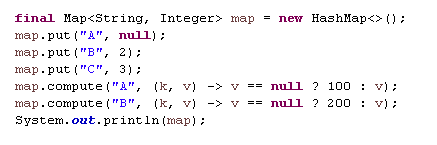 final Map<String, Integer> map = new HashMap<>();
map.put("A", null);
map.put("B", 2);
map.put("C", 3);
map.compute("A", (k, v) -> v == null ? 100 : v);
map.compute("B", (k, v) -> v == null ? 200 : v);
System.out.println(map);